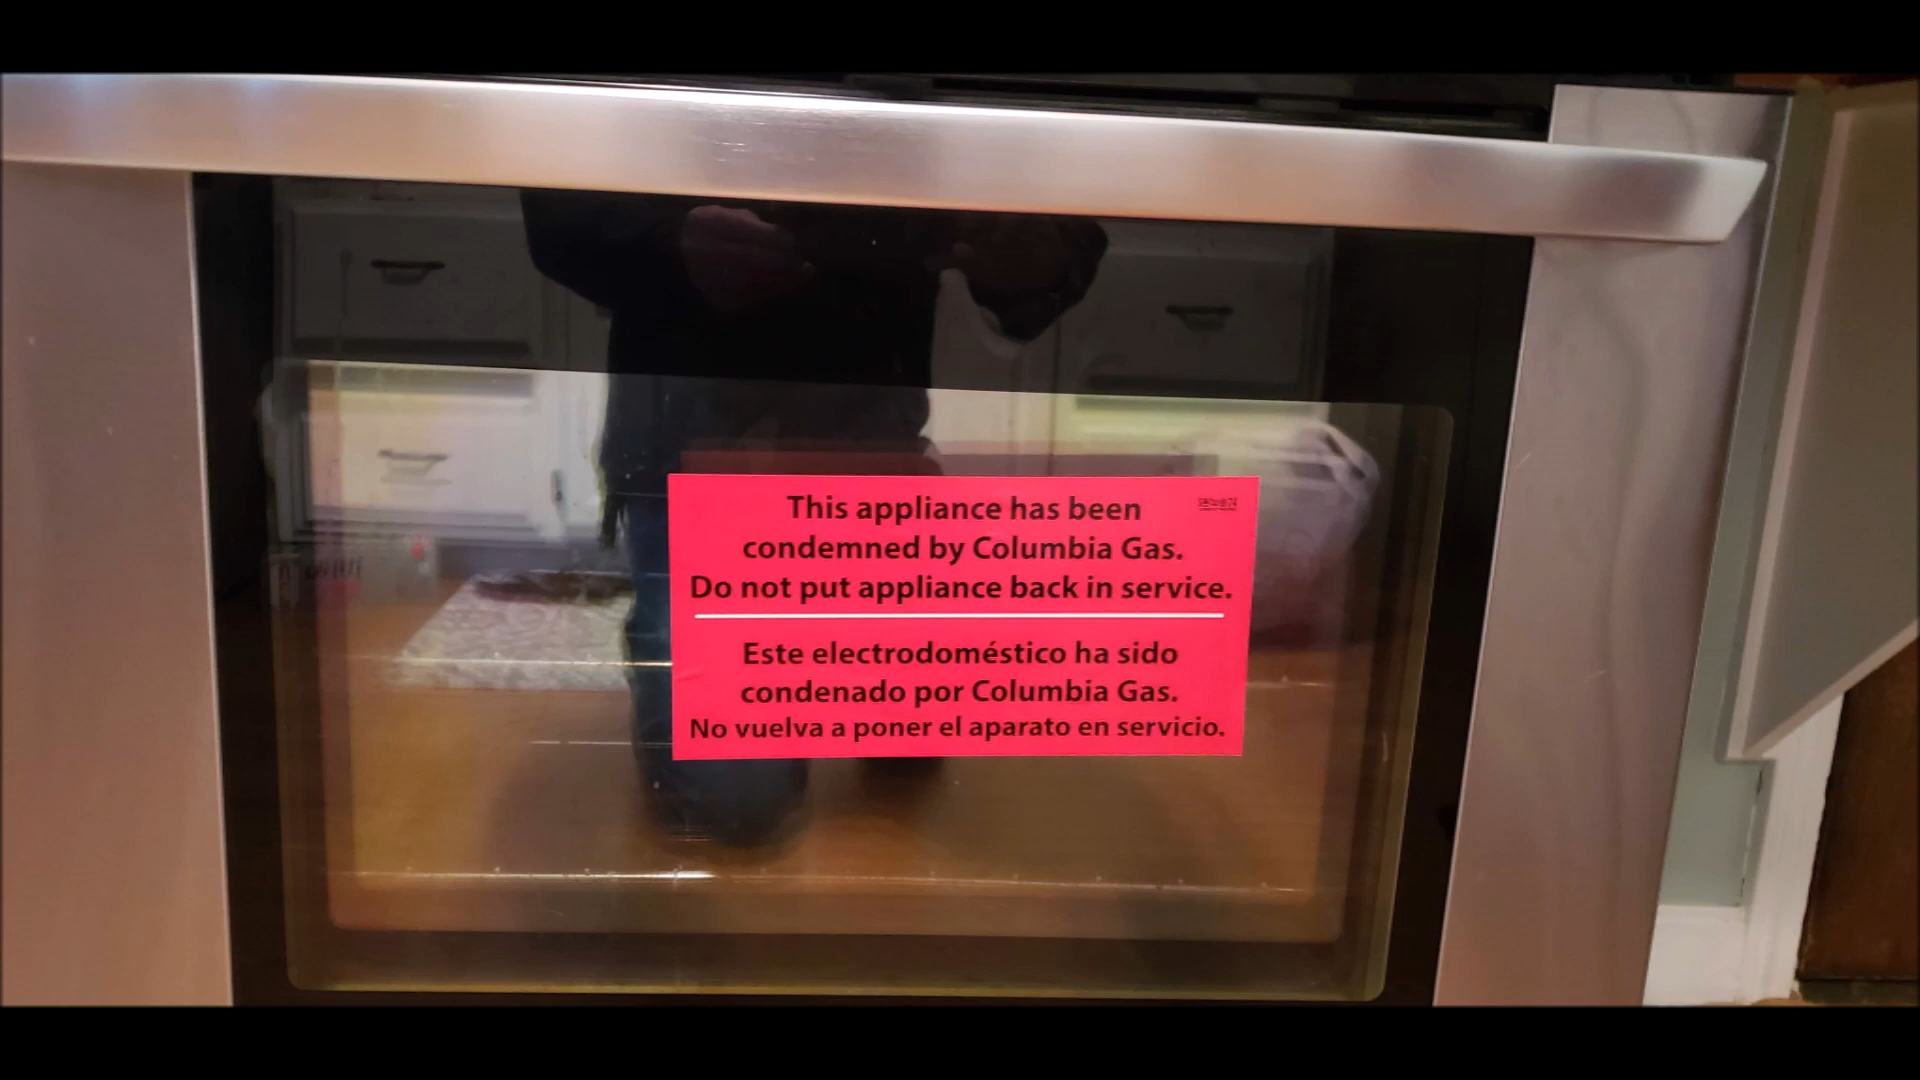 This appliance has been
condemned by Columbia Gas.
Do not put appliance back in service.
Este electrodoméstico ha sido
condenado por Columbia Gas.
No vuelva a poner el aparato en servicio.